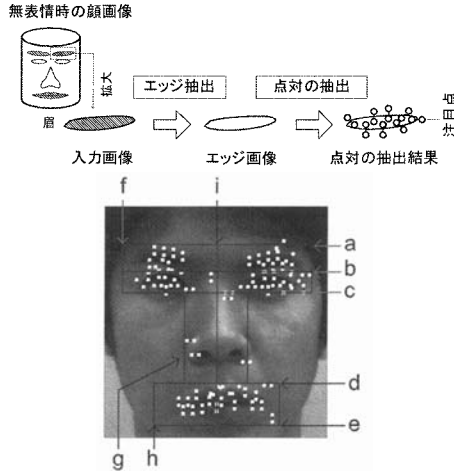 無表情時の顔画像
拡大
エッジ抽出
点対の抽出
眉
注目点
入力画像
エッジ画像
点対の抽出結果
f
i
a
b
c
d
e
g
h